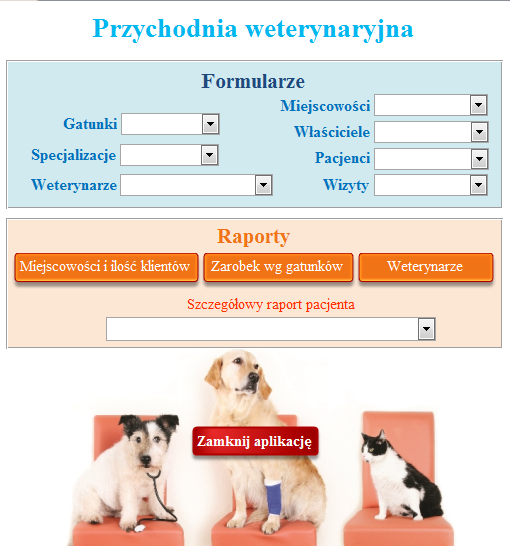 Przychodnia weterynaryjna
Formularze
Gatunki
Specjalizacje
Weterynarze
Miejscowości
Właściciele
Pacjenci
Wizyty
Raporty
Miejscowości i ilość klientów
Zarobek wg gatunków
Weterynarze
Szczegółowy raport pacjenta
Zamknij aplikację